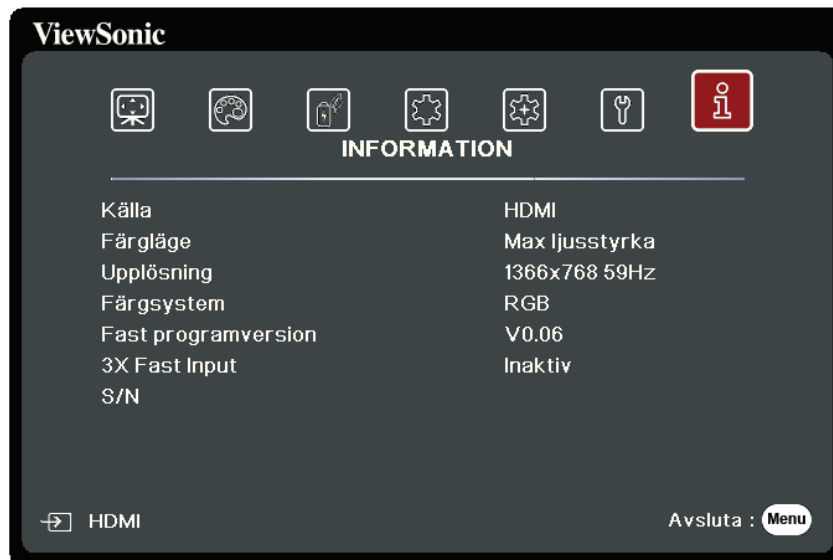 ViewSonic
INFORMATION
Källa HDMI
Färgläge Max ljusstyrka
Upplösning 1366x768 59Hz
Färgsystem RGB
Fast programversion V0.06
3X Fast Input Inaktiv
S/N
HDMI Avsluta : Menu